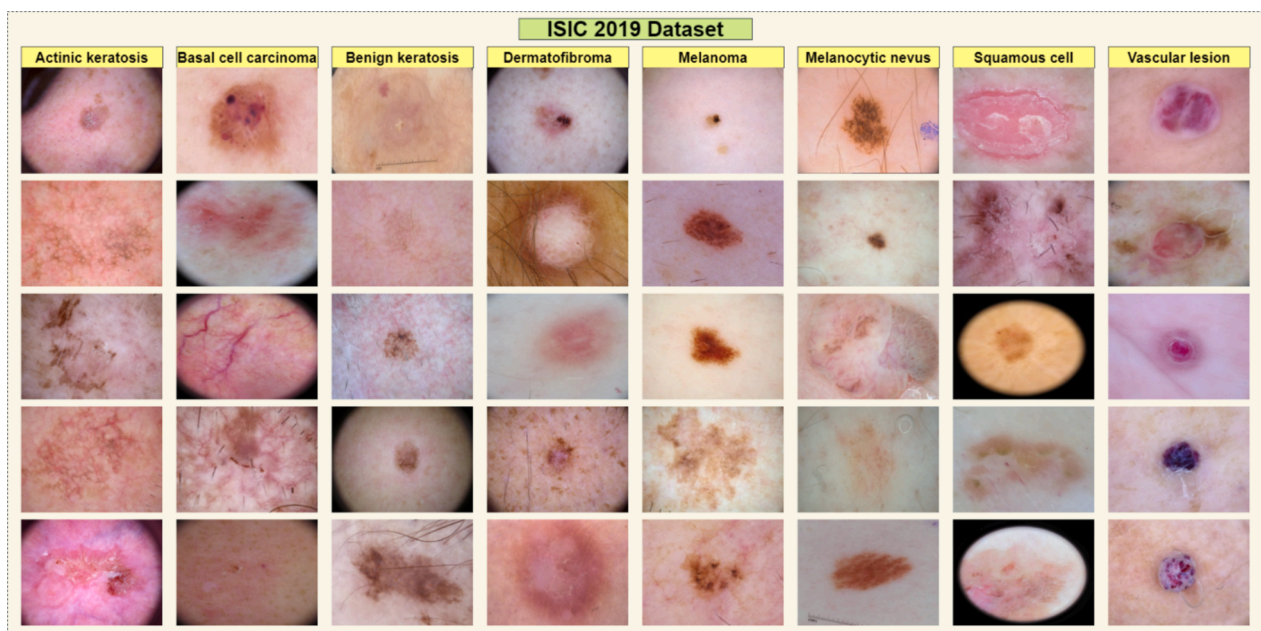 ISIC 2019 Dataset
Actinic keratosis
Basal cell carcinoma
Benign keratosis
Dermatofibroma
Melanoma
Melanocytic nevus
Squamous cell
Vascular lesion